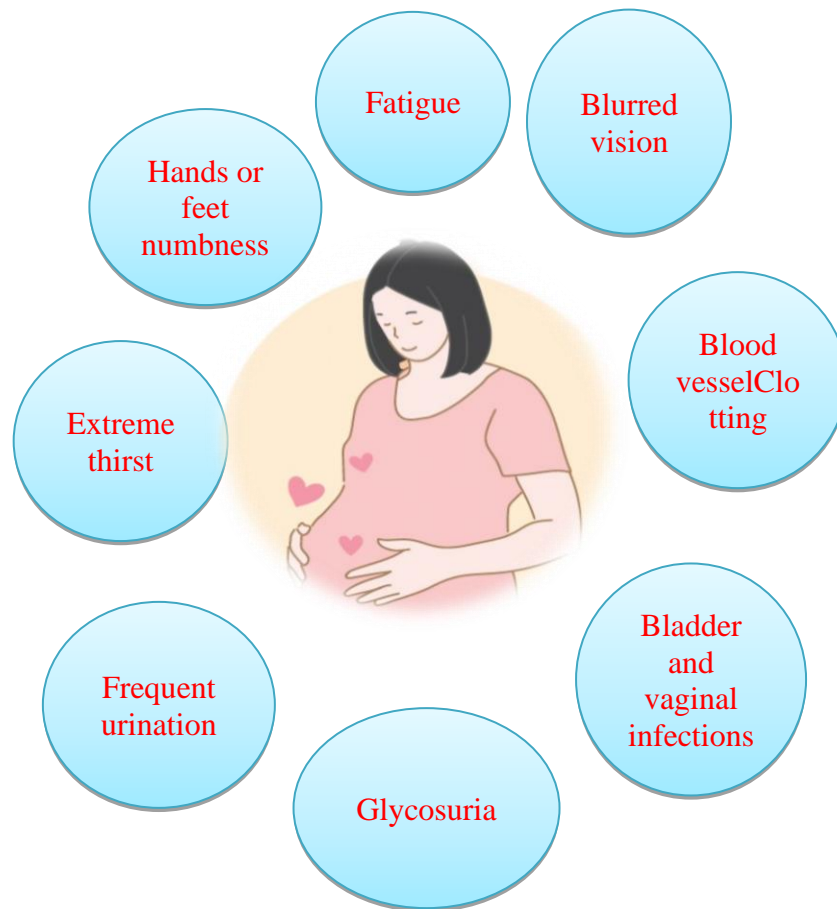 Fatigue
Blurred
vision
Hands or
feet
numbness
Blood
vesselClo
tting
Extreme
thirst
Bladder
and
vaginal
infections
Frequent
urination
Glycosuria